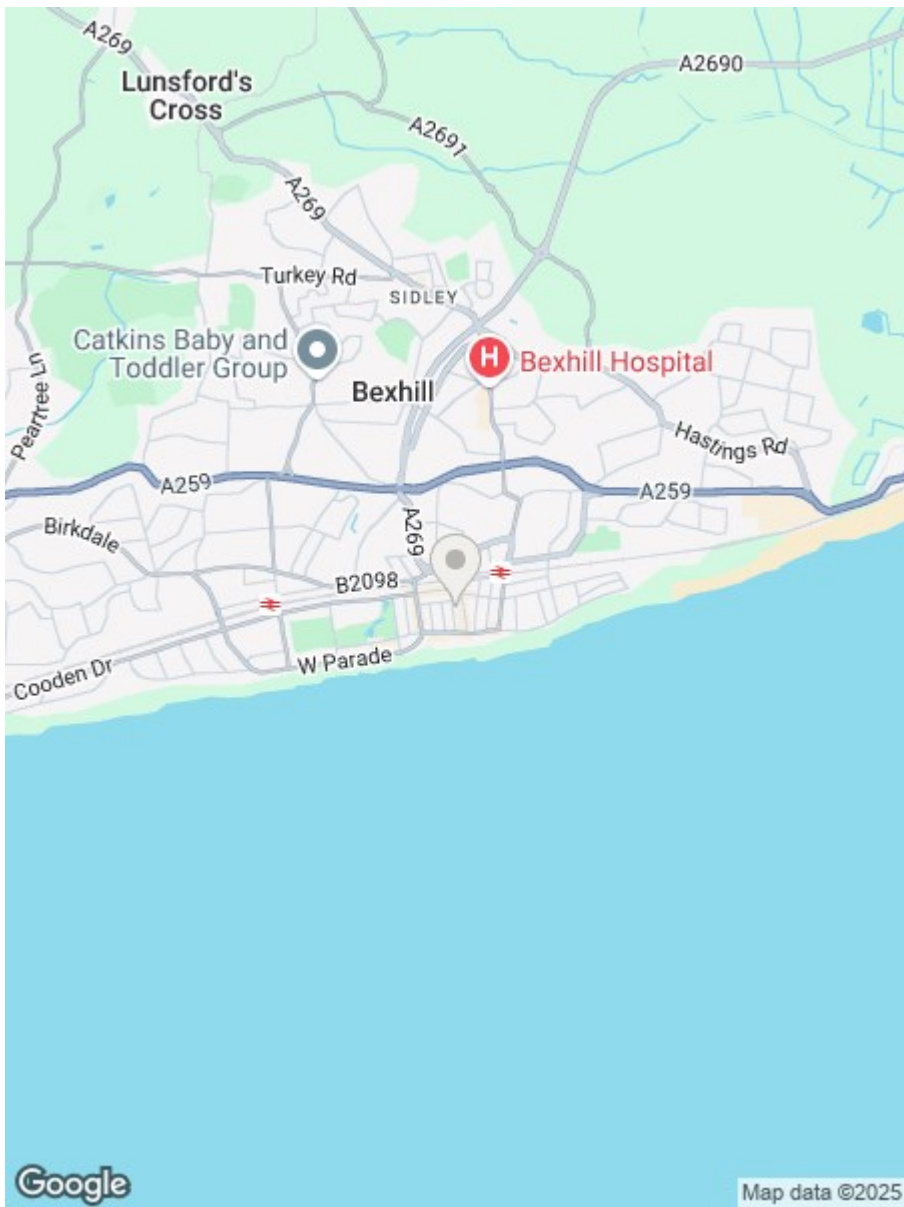 A269
Lunsford's
Cross
A2690
A2691
A269
Turkey Rd
SIDLEY
Catkins Baby and
Toddler Group
H
Bexhill Hospital
Bexhill
Peartree Ln
Hastings Rd
A259
A259
Birkdale
A269
B2098
W Parade
Cooden Dr
Google
Map data ©2025